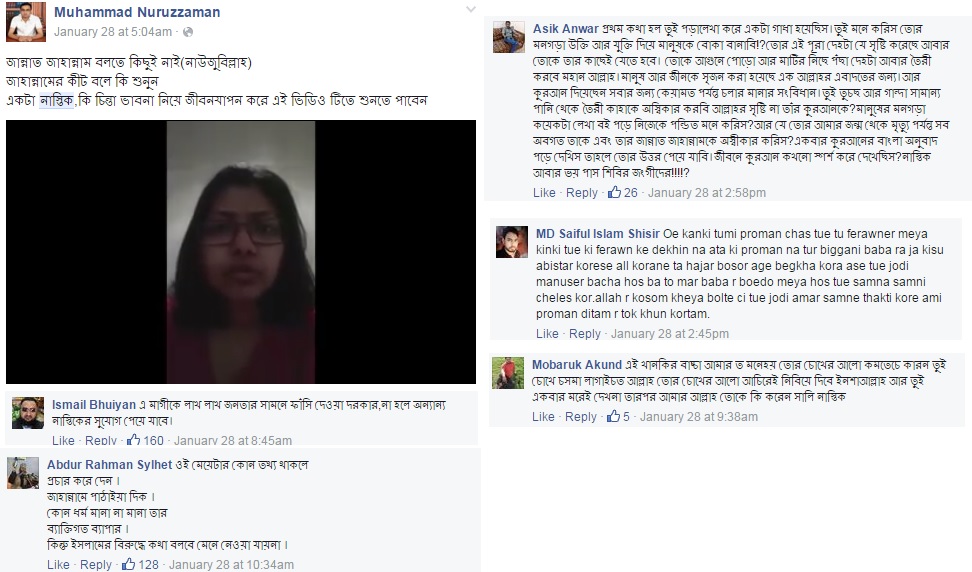 Muhammad Nuruzzaman
January 28 at 5:04am ·
জান্নাত জাহান্নাম বলতে কিছুই নাই(নাউজুবিল্লাহ)
জাহান্নামের কীট বলে কি শুনুন
একটা নাস্তিক,কি চিন্তা ভাবনা নিয়ে জীবনযাপন করে এই ভিডিও টিতে শুনতে পাবেন
Ismail Bhuiyan এ মাগীকে লাখ লাখ জনতার সামনে ফাঁসি দেওয়া দরকার,না হলে অন্যান্য
নাস্তিকের সুযোগ পেয়ে যাবে।
Like · Reply · 160 · January 28 at 8:45am
Abdur Rahman Sylhet ওই মেয়েটার কোন তথ্য থাকলে
প্রচার করে দেন ।
জাহান্নামে পাঠাইয়া দিক ।
কোন ধর্ম মানা না মানা তার
ব্যাক্তিগত ব্যাপার ।
কিন্তু ইসলামের বিরুদ্ধে কথা বলবে মেনে নেওয়া যায়না ।
Like · Reply · 128 · January 28 at 10:34am
Asik Anwar প্রথম কথা হল তুই পড়ালেখা করে একটা গাধা হয়েছিস।তুই মনে করিস তোর
মনগড়া উক্তি আর যুক্তি দিয়ে মানুষকে বোকা বানাবি!?তোর এই পূরা দেহটা যে সৃষ্টি করেছে আবার
তোকে তার কাছেই যেতে হবে। তোকে আগুনে পোড়ো আর মাটির নিছে পঁছা দেহটা আবার তৈরী
করবে মহান আল্লাহ।মানুষ আর জীনকে সৃজন করা হয়েছে এক আল্লাহর এবাদতের জন্য।আর
কুরআন দিয়েছেন সবার জন্য কেয়ামত পর্যন্ত চলার মানার সংবিধান।তুই তুচছ আর গান্দা সামান্য
পানি থেকে তৈরী কাহাকে অস্বিকার করবি আল্লাহর সৃষ্টি না তাঁর কুরআনকে?মানুষের মনগড়া
কয়েকটা লেখা বই পড়ে নিজেকে পন্ডিত মনে করিস?আর যে তোর আমার জন্ম থেকে মৃত্যু পর্যন্ত সব
অবগত তাকে এবং তার জান্নাত জাহান্নামকে অস্বীকার করিস?একবার কুরআনের বাংলা অনুবাদ
পড়ে দেখিস তাহলে তোর উত্তর পেয়ে যাবি।জীবনে কুরআন কখনো স্পর্শ করে দেখেছিস?নাস্তিক
আবার ভয় পাস শিবির জংগীদের!!!!?
Like · Reply · 26 · January 28 at 2:58pm
MD Saiful Islam Shisir Oe kanki tumi proman chas tue tu ferawner meya
kinki tue ki ferawn ke dekhin na ata ki proman na tur biggani baba ra ja kisu
abistar korese all korane ta hajar bosor age begkha kora ase tue jodi
manuser bacha hos ba to mar baba r boedo meya hos tue samna samni
cheles kor.allah r kosom kheya bolte ci tue jodi amar samne thakti kore ami
proman ditam r tok khun kortam.
Like · Reply · January 28 at 2:45pm
Mobaruk Akund এই থানকির বাচ্চা আমার ত মনেহয় তোর চোখের আলো কমতেচে কারন তুই
চোখে চসমা লাগাইচত আল্লাহ তোর চোখের আলো আচিরেই নিবিয়ে দিবে ইনশাআল্লাহ আর তুই
একবার মরেই দেখনা তারপর আমার আল্লাহ তোকে কি করেন সালি নাস্তিক
Like · Reply · 5 · January 28 at 9:38am